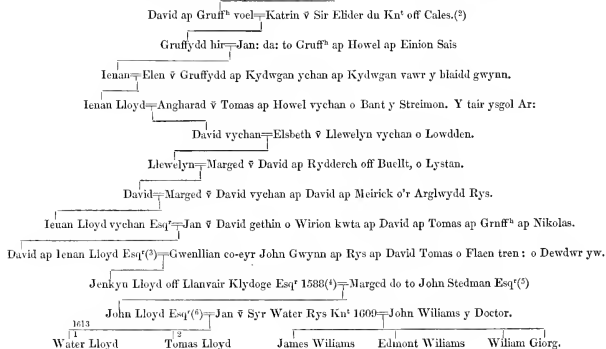 David ap Gruffʰ voel Katrin ṽ Sir Elider du Knᵗ off Cales.(²)
Gruffydd hir Jan: da: to Gruffʰ ap Howel ap Einion Sais
Ienan Elen ṽ Gruffydd ap Kydwgan ychan ap Kydwgan vawr y blaidd gwynn.
Ienan Lloyd Angharad ṽ Tomas ap Howel vychan o Bant y Streimon. Y tair ysgol Ar:
David vychan Elsbeth ṽ Llewelyn vychan o Lowdden.
Llewelyn Marged ṽ David ap Rydderch off Buellt, o Lystan.
David Marged ṽ David vychan ap David ap Meirick o'r Arglwydd Rys.
Ieuan Lloyd vychan Esqʳ Jan ṽ David gethin o Wirion kwta ap David ap Tomas ap Gruffʰ ap Nikolas.
David ap Ienan Lloyd Esqʳ(³) Gwenllian co-eyr John Gwynn ap Rys ap David Tomas o Flaen tren : o Dewdwr yw.
Jenkyn Lloyd off Llanvair Klydoge Esqʳ 1588(⁴) Marged do to John Stedman Esqʳ(⁵)
John Lloyd Esqʳ(⁶) Jan ṽ Syr Water Rys Knᵗ 1609 John Wiliams y Doctor.
1613
1 2
Water Lloyd Tomas Lloyd James Wiliams Edmont Wiliams Wiliam Giorg.